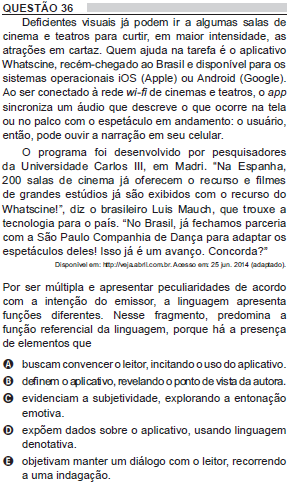 QUESTÃO 36
Deficientes visuais já podem ir a algumas salas de
cinema e teatros para curtir, em maior intensidade, as
atrações em cartaz. Quem ajuda na tarefa é o aplicativo
Whatscine, recém-chegado ao Brasil e disponível para os
sistemas operacionais iOS (Apple) ou Android (Google).
Ao ser conectado à rede wi-fi de cinemas e teatros, o app
sincroniza um áudio que descreve o que ocorre na tela
ou no palco com o espetáculo em andamento: o usuário,
então, pode ouvir a narração em seu celular.
O programa foi desenvolvido por pesquisadores
da Universidade Carlos III, em Madri. “Na Espanha,
200 salas de cinema já oferecem o recurso e filmes
de grandes estúdios já são exibidos com o recurso do
Whatscine!”, diz o brasileiro Luis Mauch, que trouxe a
tecnologia para o país. “No Brasil, já fechamos parceria
com a São Paulo Companhia de Dança para adaptar os
espetáculos deles! Isso já é um avanço. Concorda?”
Disponível em: http://veja.abril.com.br. Acesso em: 25 jun. 2014 (adaptado).
Por ser múltipla e apresentar peculiaridades de acordo
com a intenção do emissor, a linguagem apresenta
funções diferentes. Nesse fragmento, predomina a
função referencial da linguagem, porque há a presença
de elementos que
A buscam convencer o leitor, incitando o uso do aplicativo.
B definem o aplicativo, revelando o ponto de vista da autora.
C evidenciam a subjetividade, explorando a entonação
emotiva.
D expõem dados sobre o aplicativo, usando linguagem
denotativa.
E objetivam manter um diálogo com o leitor, recorrendo
a uma indagação.